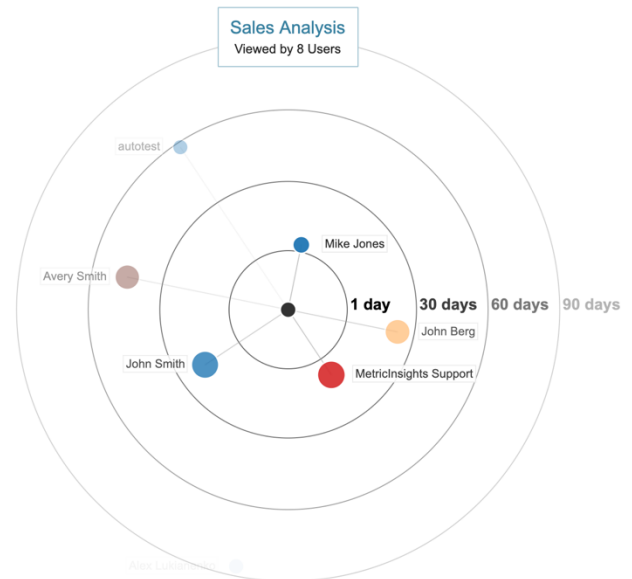 Sales Analysis
Viewed by 8 Users
autotest
Mike Jones
Avery Smith
1 day
30 days
60 days
90 days
John Berg
John Smith
MetricInsights Support
Alex